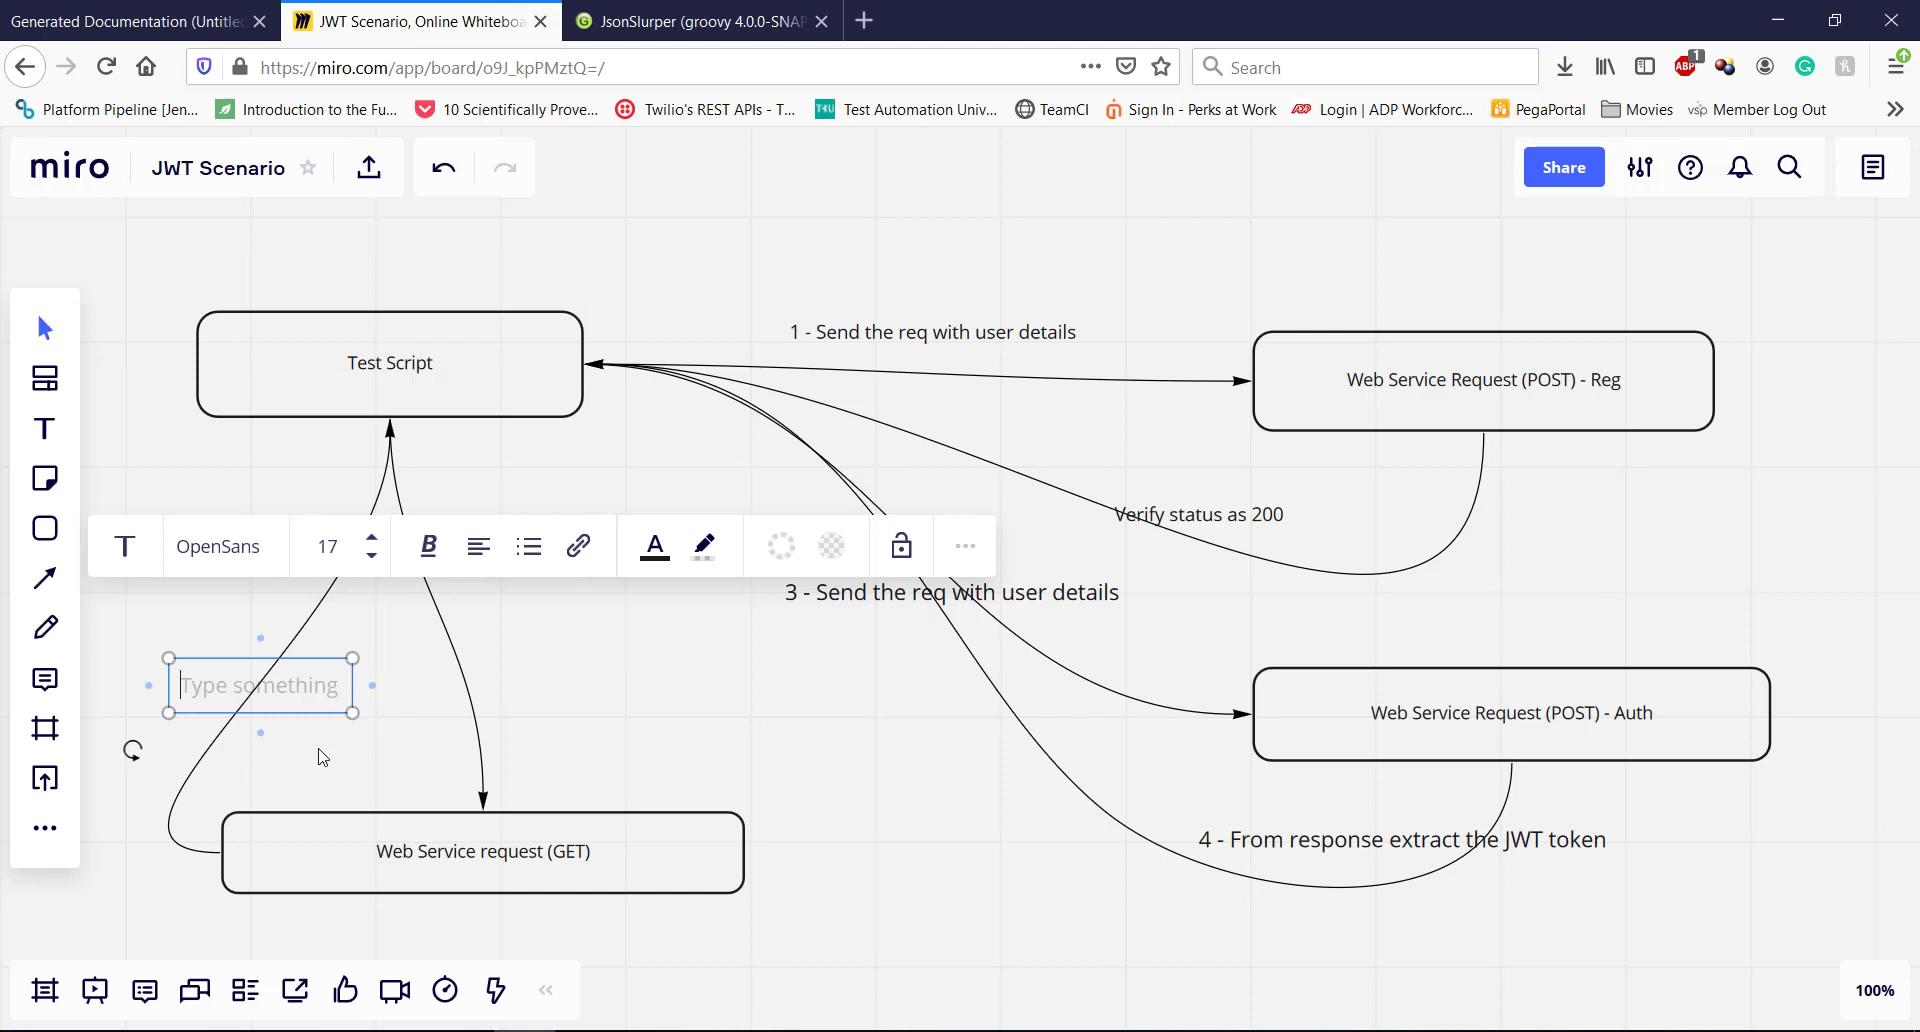 Generated Documentation (Untitle
JWT Scenario, Online Whiteboa
JsonSlurper (groovy 4.0.0-SNAP
https://miro.com/app/board/o9J_kpPMztQ=/
Search
ABP
1
Platform Pipeline [Jen...
Introduction to the Fu...
10 Scientifically Prove...
Twilio's REST APIs - T...
Test Automation Univ...
TeamCI
Sign In - Perks at Work
Login | ADP Workforc...
PegaPortal
Movies
vsp Member Log Out
miro
JWT Scenario
Share
Test Script
1 - Send the req with user details
Web Service Request (POST) - Reg
Verify status as 200
OpenSans
17
B
A
3 - Send the req with user details
Type something
Web Service Request (POST) - Auth
4 - From response extract the JWT token
Web Service request (GET)
100%